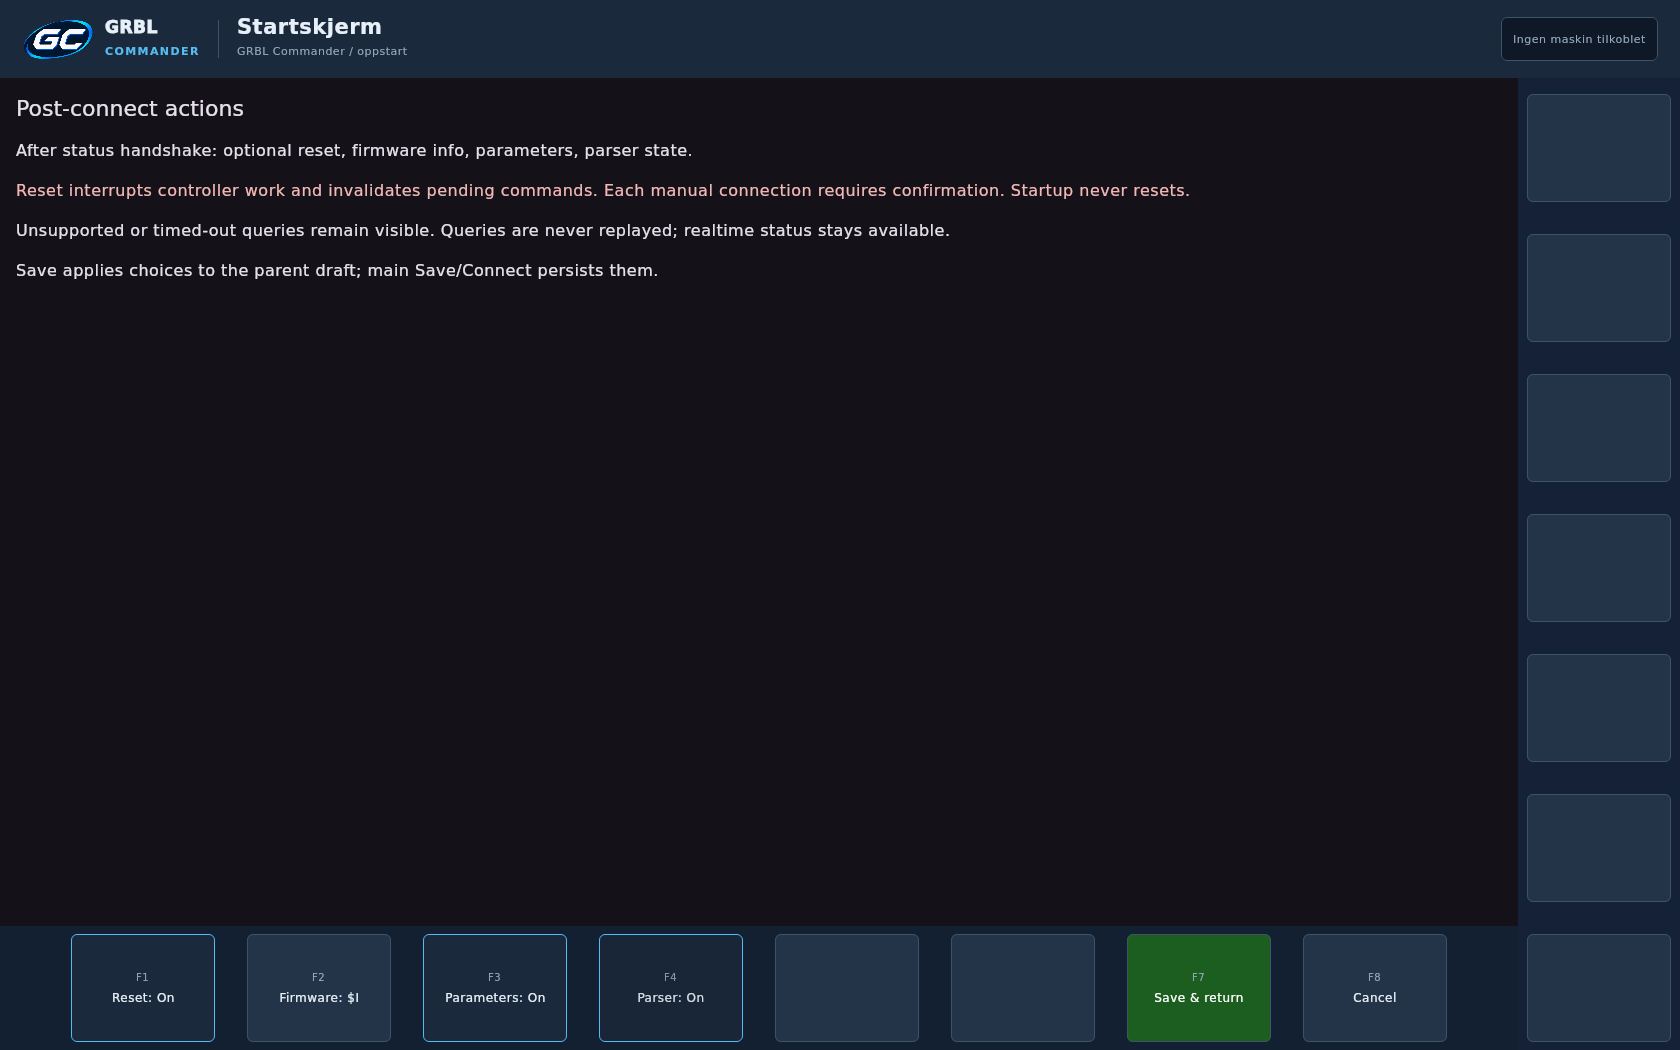 GC
GRBL
COMMANDER
Startskjerm
GRBL Commander / oppstart
Ingen maskin tilkoblet
Post-connect actions
After status handshake: optional reset, firmware info, parameters, parser state.
Reset interrupts controller work and invalidates pending commands. Each manual connection requires confirmation. Startup never resets.
Unsupported or timed-out queries remain visible. Queries are never replayed; realtime status stays available.
Save applies choices to the parent draft; main Save/Connect persists them.
F1
Reset: On
F2
Firmware: $I
F3
Parameters: On
F4
Parser: On
F7
Save & return
F8
Cancel